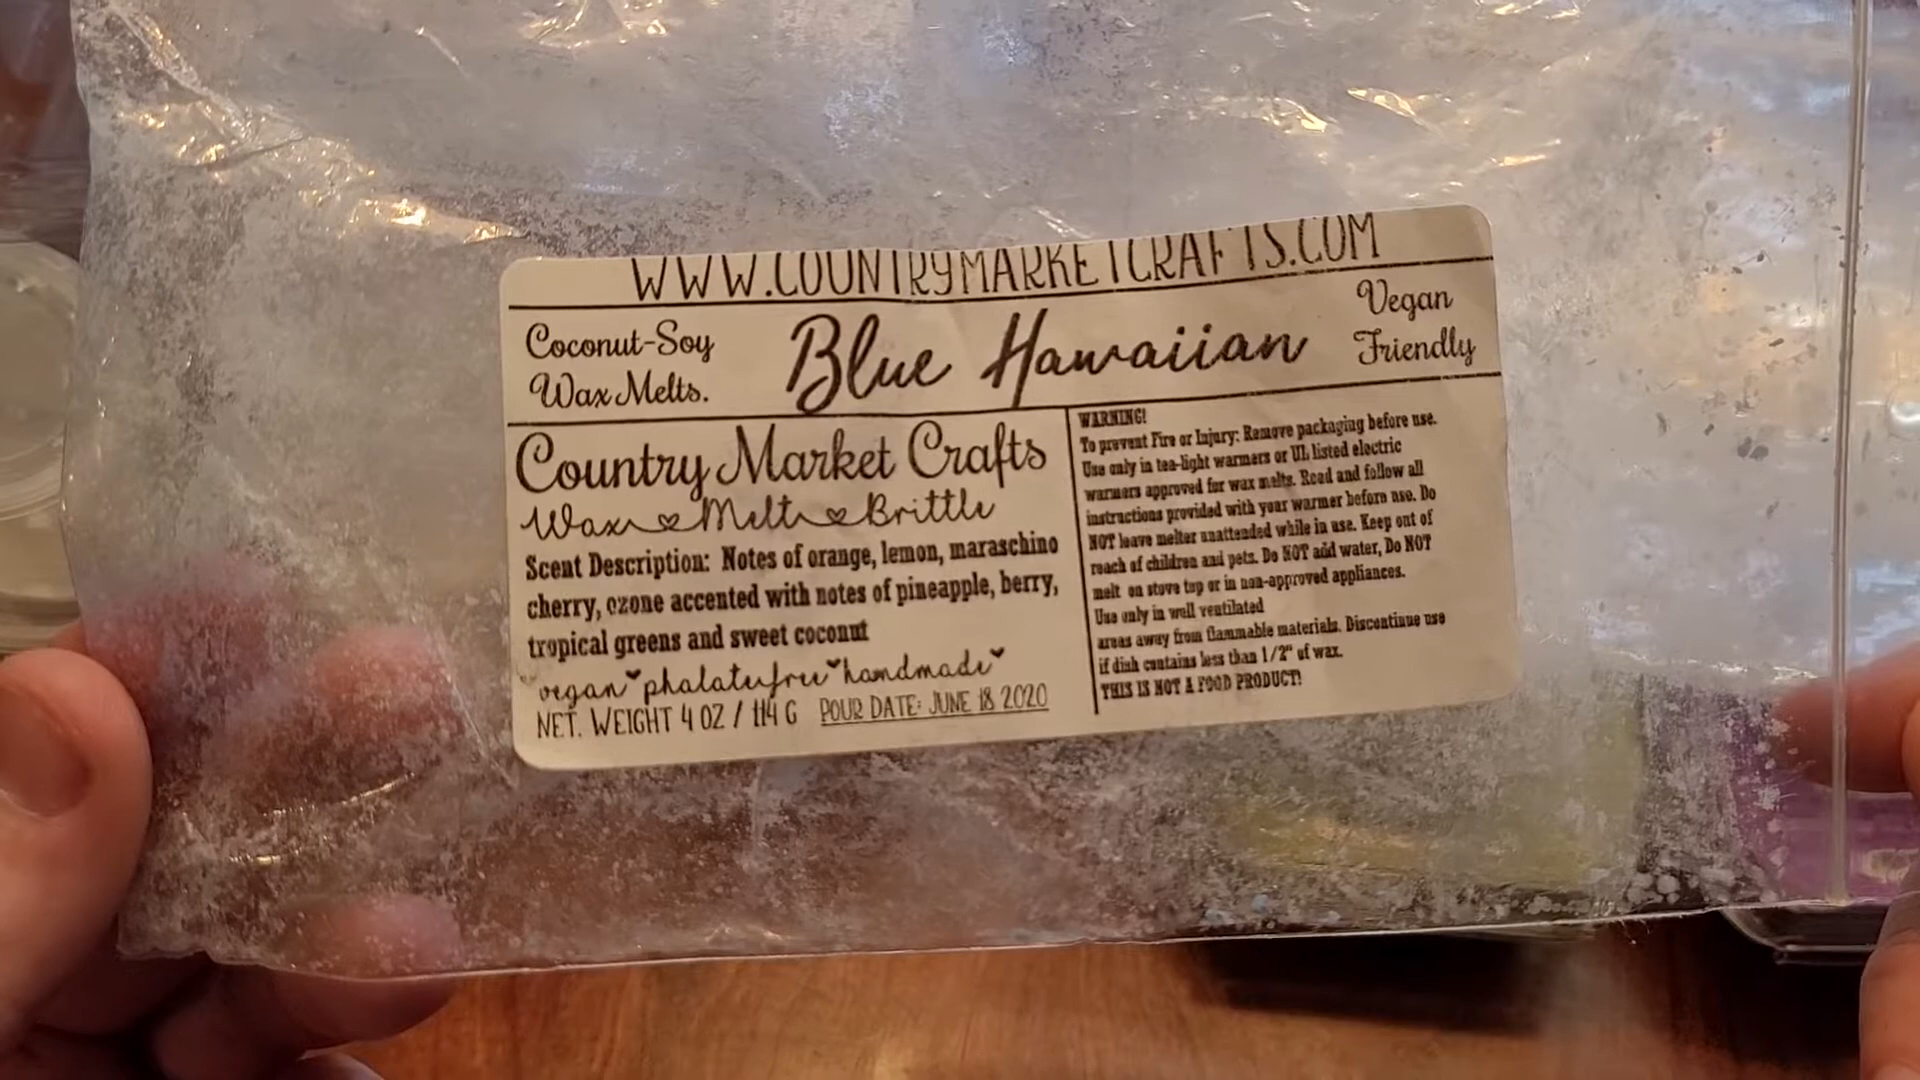 WWW.COUNTRYMARKETCRAFTS.COM
Coconut-Soy
Wax Melts.
Blue Hawaiian
Vegan
Friendly
Country Market Crafts
Wax Melt Brittle
Scent Description: Notes of orange, lemon, maraschino
cherry, ozone accented with notes of pineapple, berry,
tropical greens and sweet coconut
vegan phalatefree handmade
NET. WEIGHT 4 OZ / 114 G POUR DATE: JUNE 18 2020
WARNING!
To prevent Fire or Injury: Remove packaging before use.
Use only in tea-light warmers or UL listed electric
warmers approved for wax melts. Read and follow all
instructions provided with your warmer before use. Do
NOT leave melter unattended while in use. Keep out of
reach of children and pets. Do NOT add water, Do NOT
melt on stove top or in non-approved appliances.
Use only in well ventilated
areas away from flammable materials. Discontinue use
if dish contains less than 1/2" of wax.
THIS IS NOT A FOOD PRODUCT!